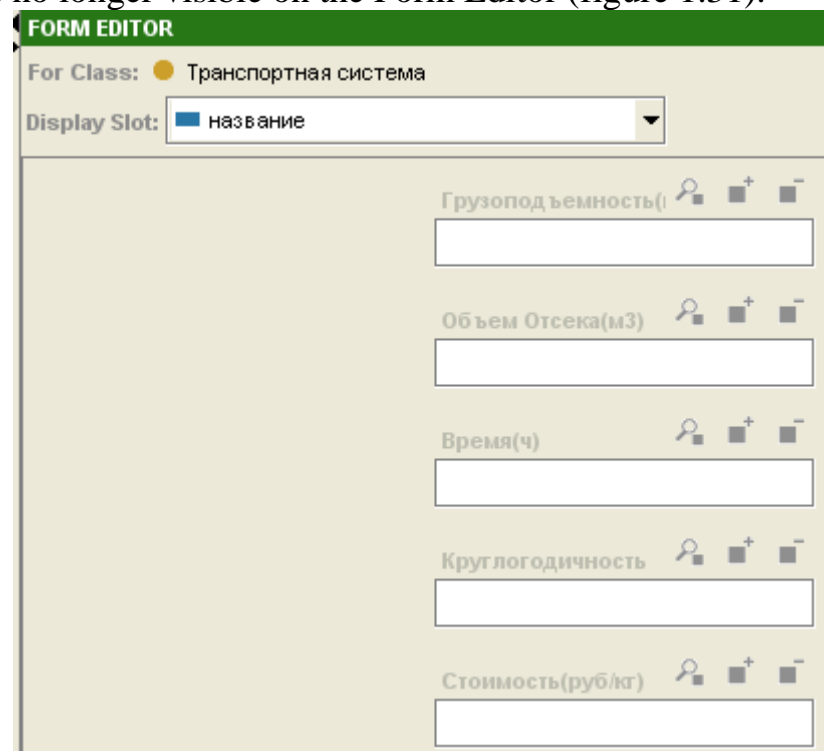 no longer visible on the Form Editor (figure 1.31).
FORM EDITOR
For Class: Транспортная система
Display Slot: название
Грузоподъемность(
Объем Отсека(м3)
Время(ч)
Круглогодичность
Стоимость(руб/кг)